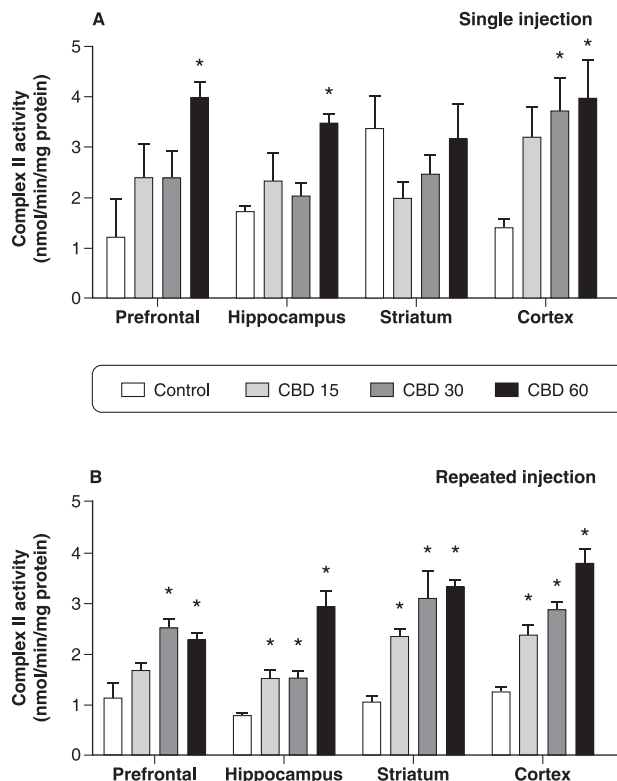 A Single injection
Complex II activity
(nmol/min/mg protein)
5
4
3
2
1
0
* * * *
Prefrontal Hippocampus Striatum Cortex
Control CBD 15 CBD 30 CBD 60
B Repeated injection
Complex II activity
(nmol/min/mg protein)
5
4
3
2
1
0
* * * * * * * * * * *
Prefrontal Hippocampus Striatum Cortex